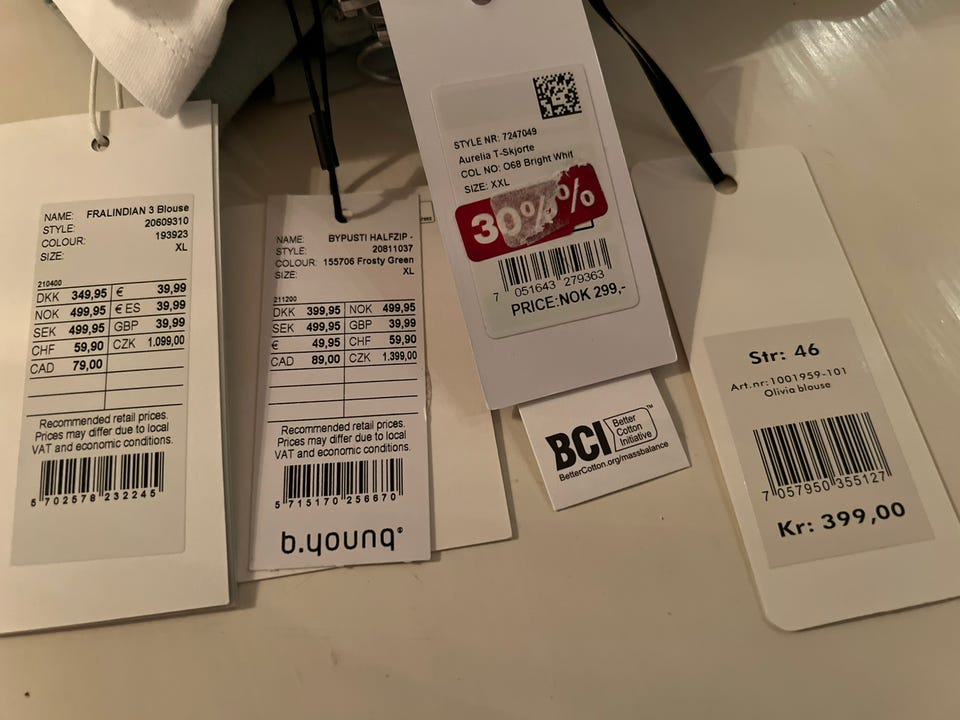 NAME: FRALINDIAN 3 Blouse
STYLE: 20609310
COLOUR: 193923
SIZE: XL
210400
DKK 349,95 € 39,99
NOK 499,95 € ES 39,99
SEK 499,95 GBP 39,99
CHF 59,90 CZK 1.099,00
CAD 79,00
Recommended retail prices.
Prices may differ due to local
VAT and economic conditions.
5 702578 232245
NAME: BYPUSTI HALFZIP -
STYLE: 20811037
COLOUR: 155706 Frosty Green
SIZE: XL
211200
DKK 399,95 NOK 499,95
SEK 499,95 GBP 39,99
€ 49,95 CHF 59,90
CAD 89,00 CZK 1.399,00
Recommended retail prices.
Prices may differ due to local
VAT and economic conditions.
5 715170 256670
b.young®
STYLE NR: 7247049
Aurelia T-Skjorte
COL NO: O68 Bright Whit
SIZE: XXL
30% %
7 051643 279363
PRICE: NOK 299,-
BCI Better
Cotton
Initiative™
BetterCotton.org/massbalance
Str: 46
Art.nr: 1001959-101
Olivia blouse
7 057950 355127
Kr: 399,00